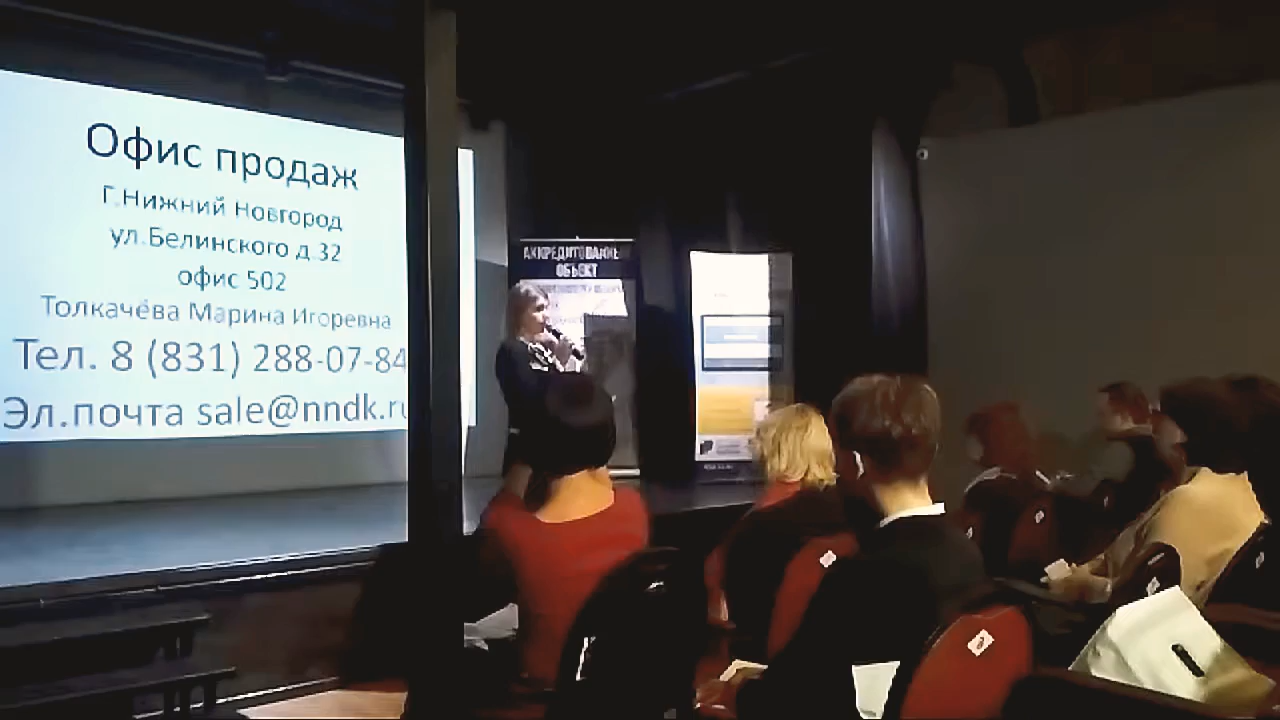 Офис продаж
Г.Нижний Новгород
ул.Белинского д.32
офис 502
Толкачёва Марина Игоревна
Тел. 8 (831) 288-07-84
Эл.почта sale@nndk.ru
АККРЕДИТОВАННЫЙ
ОБЪЕКТ